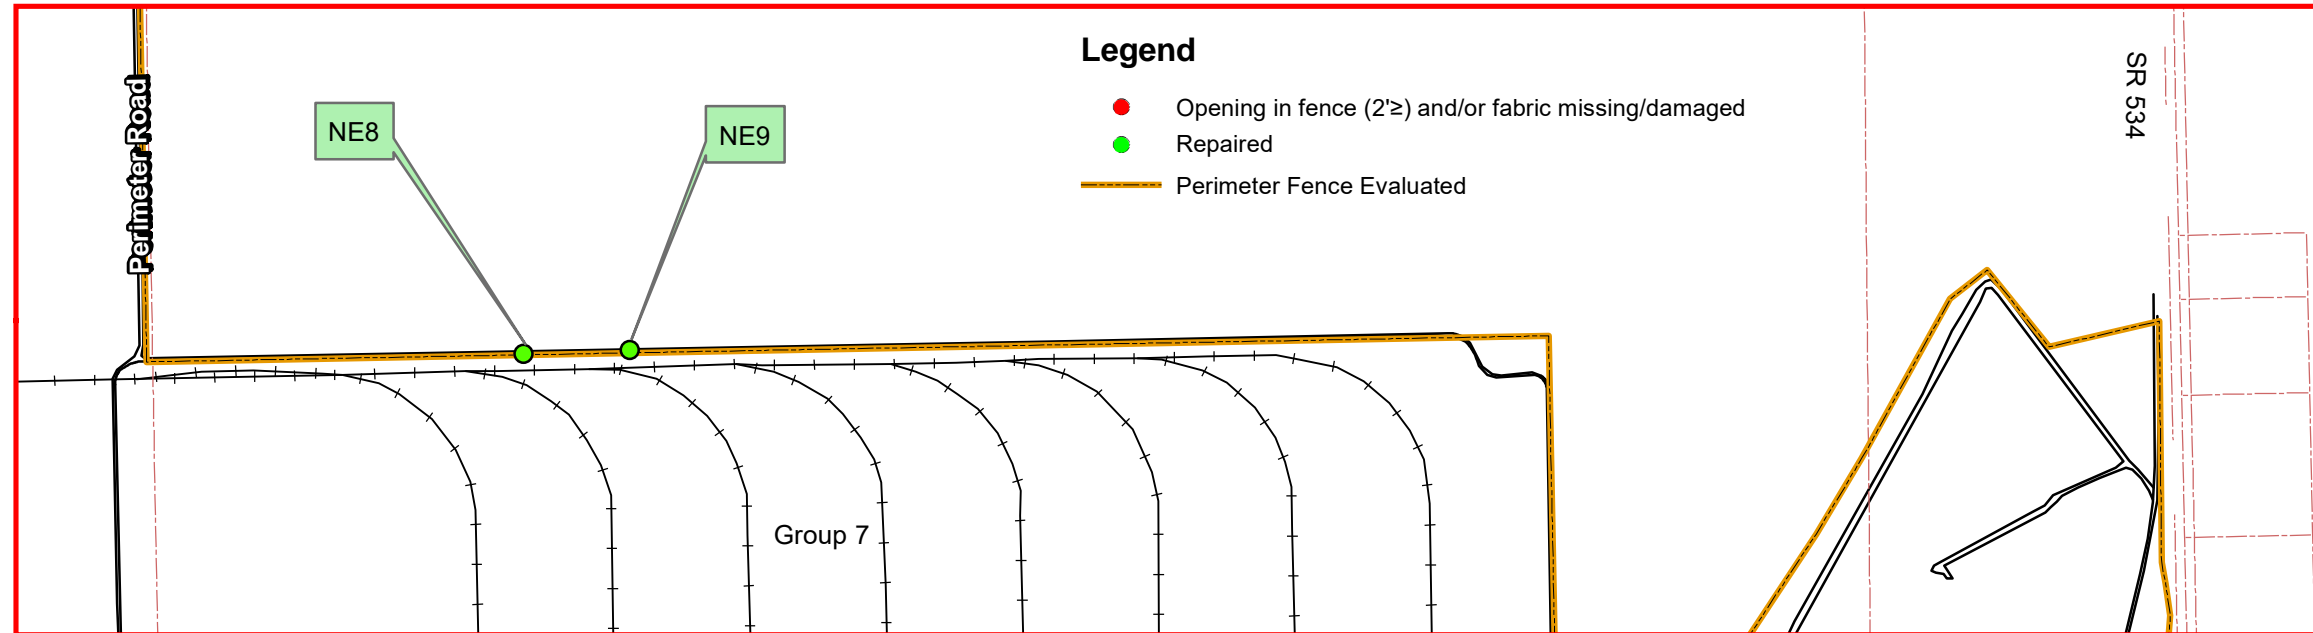 Legend
Opening in fence (2'≥) and/or fabric missing/damaged
Repaired
Perimeter Fence Evaluated
Perimeter Road
NE8
NE9
SR 534
Group 7